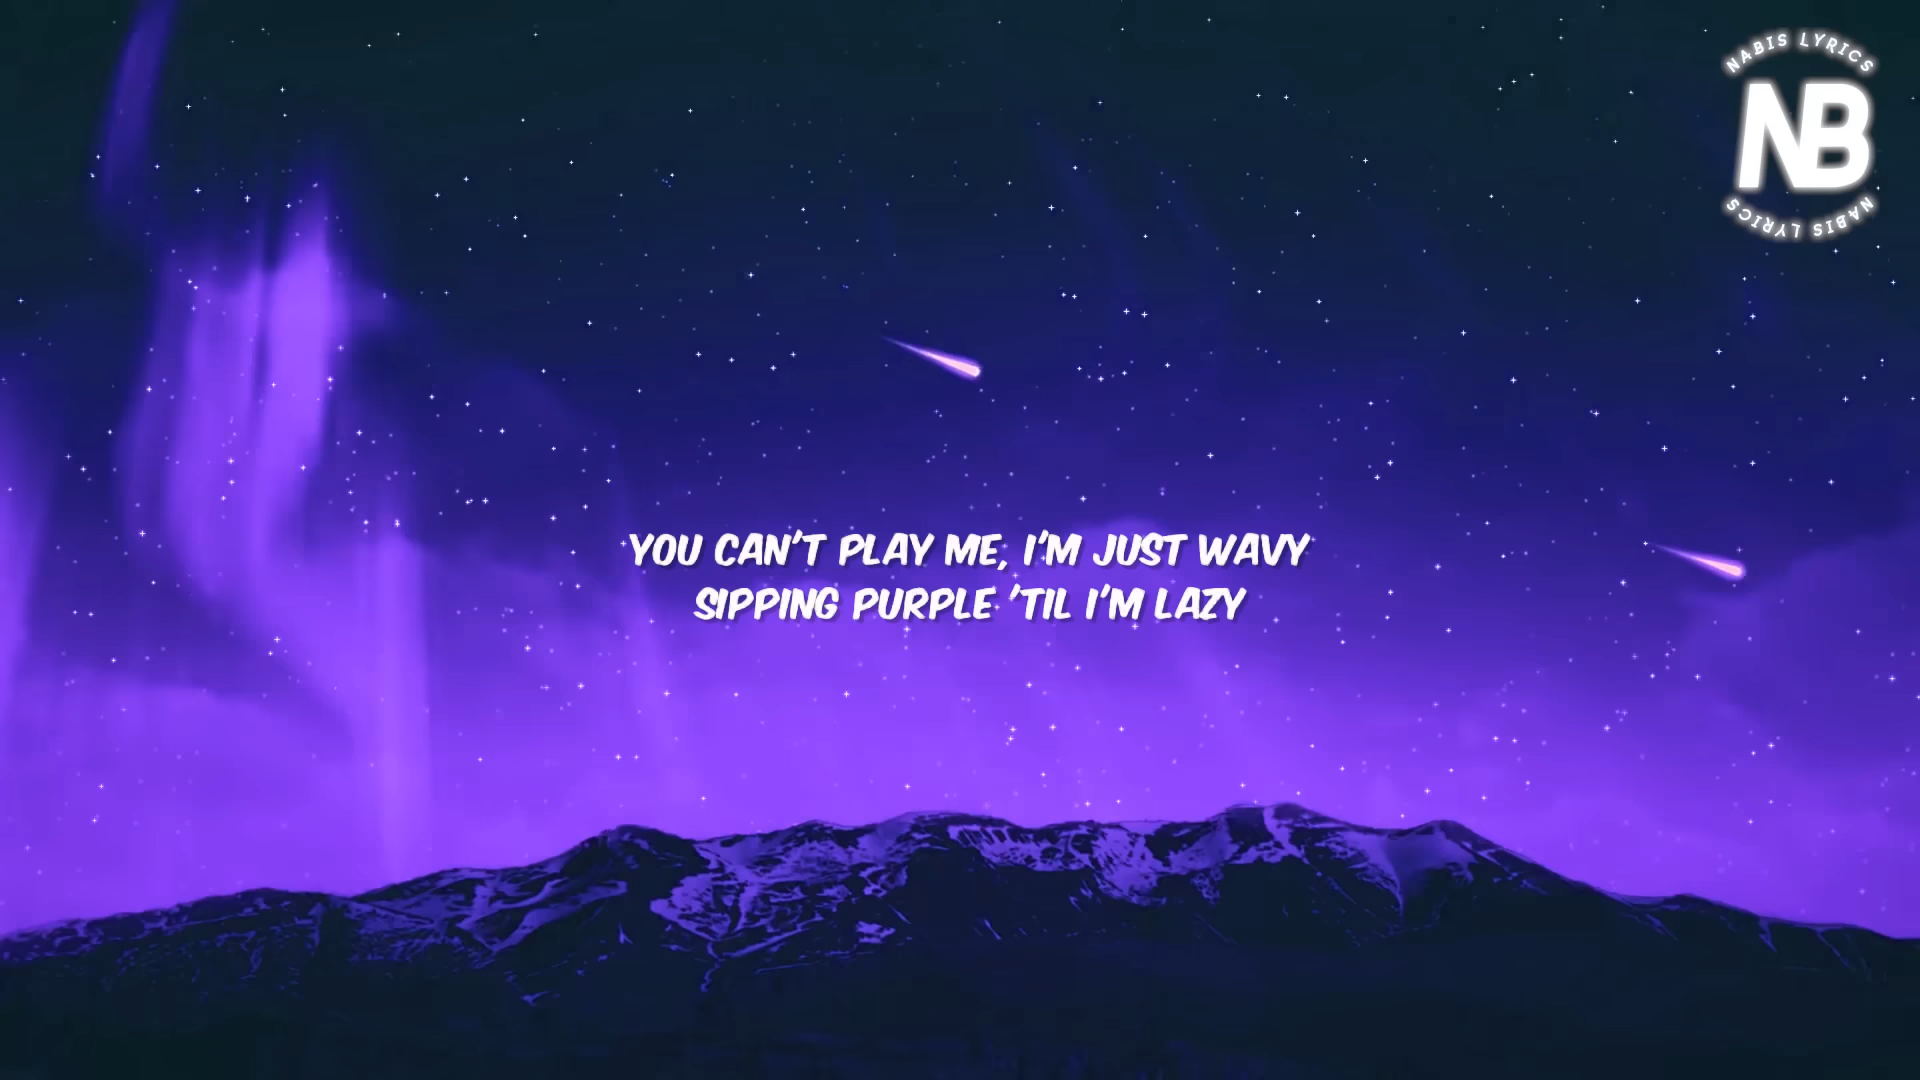 NABIS LYRICS
NB
NABIS LYRICS
YOU CAN'T PLAY ME, I'M JUST WAVY
SIPPING PURPLE 'TIL I'M LAZY